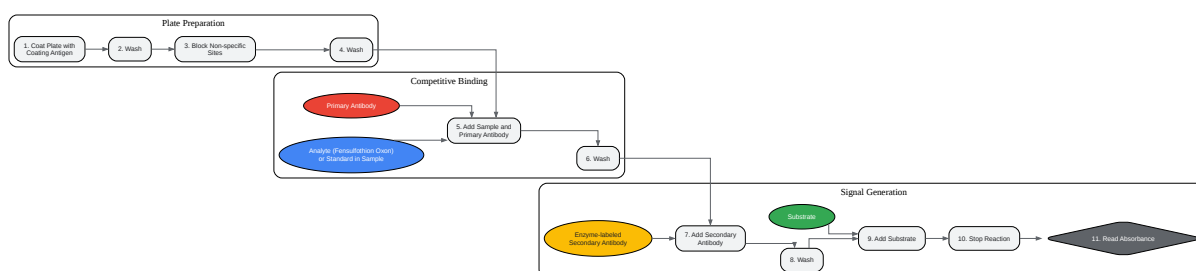 Plate Preparation
1. Coat Plate with
Coating Antigen
2. Wash
3. Block Non-specific
Sites
4. Wash
Competitive Binding
Primary Antibody
Analyte (Fensulfothion Oxon)
or Standard in Sample
5. Add Sample and
Primary Antibody
6. Wash
Signal Generation
Enzyme-labeled
Secondary Antibody
7. Add Secondary
Antibody
Substrate
8. Wash
9. Add Substrate
10. Stop Reaction
11. Read Absorbance